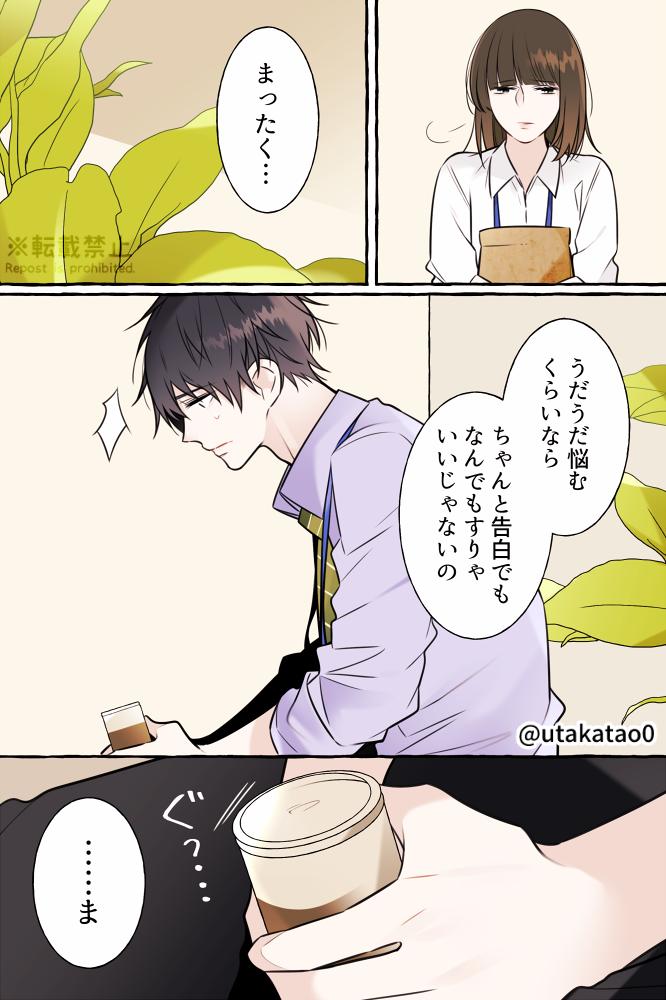 まったく…
うだうだ悩む
くらいなら
ちゃんと告白でも
なんでもすりゃ
いいじゃないの
@utakatao0
ぐっ…
……ま
※転載禁止
Repost is prohibited.